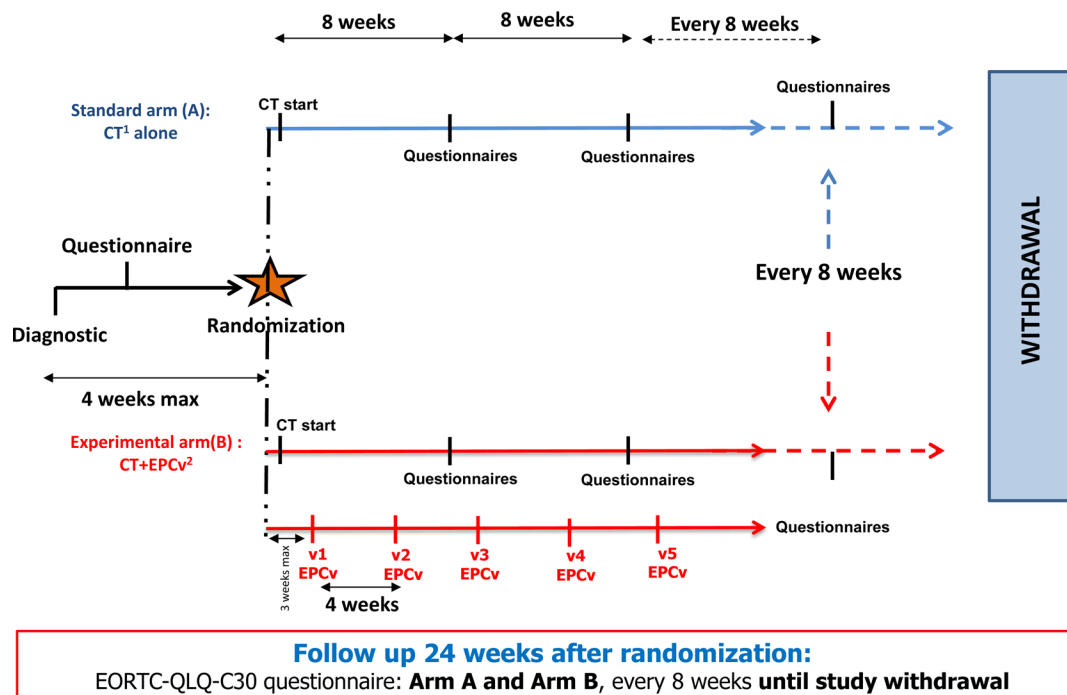 8 weeks
8 weeks
Every 8 weeks
Questionnaires
Standard arm (A):
CT¹ alone
CT start
Questionnaires
Questionnaires
Questionnaire
Diagnostic
Randomization
Every 8 weeks
WITHDRAWAL
4 weeks max
Experimental arm(B) :
CT+EPCv²
CT start
Questionnaires
Questionnaires
Questionnaires
3 weeks max
v1
EPCv
v2
EPCv
v3
EPCv
v4
EPCv
v5
EPCv
4 weeks
Follow up 24 weeks after randomization:
EORTC-QLQ-C30 questionnaire: Arm A and Arm B, every 8 weeks until study withdrawal